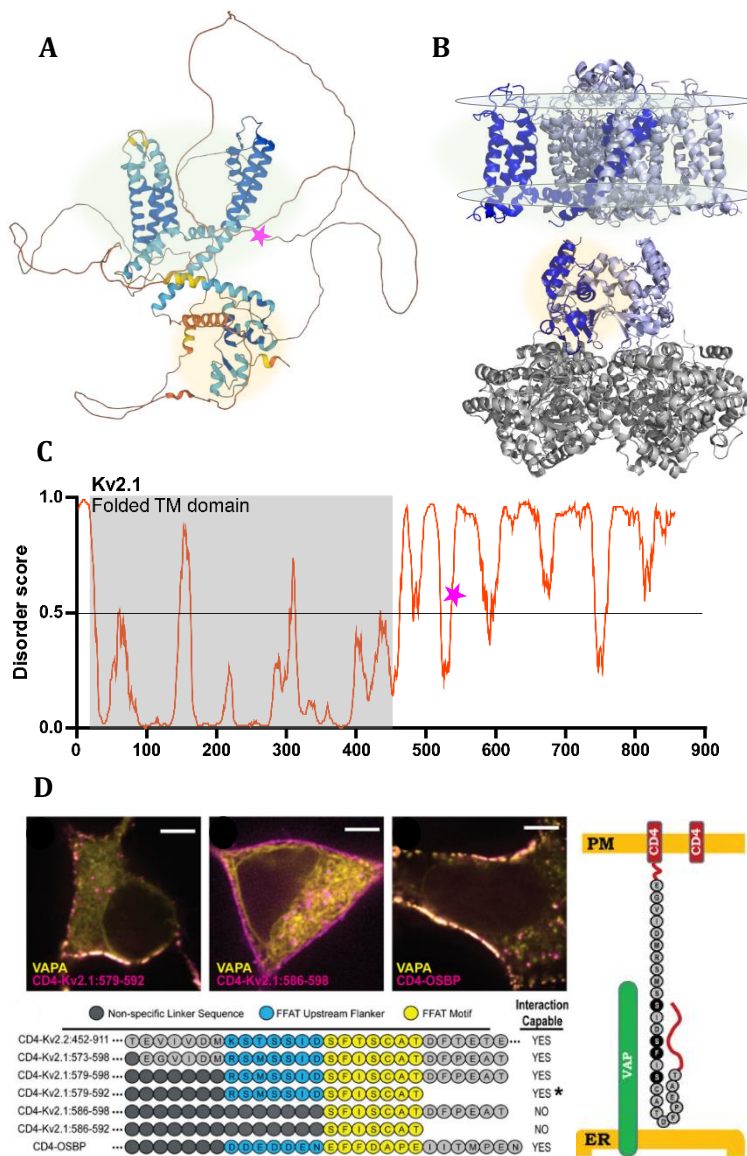 A
B
C
Kv2.1
Folded TM domain
Disorder score
1.0
0.5
0.0
0 100 200 300 400 500 600 700 800 900
D
VAPA
CD4-Kv2.1:579-592
VAPA
CD4-Kv2.1:586-598
VAPA
CD4-OSBP
Non-specific Linker Sequence FFAT Upstream Flanker FFAT Motif
Interaction
Capable
CD4-Kv2.2:452-911 ••• T E V I V D M K S T S S I D S F T S C A T D F T E T E ••• YES
CD4-Kv2.1:573-598 ••• E G V I D M R S M S S I D S F I S C A T D F P E A T YES
CD4-Kv2.1:579-598 ••• R S M S S I D S F I S C A T D F P E A T YES
CD4-Kv2.1:579-592 ••• R S M S S I D S F I S C A T YES *
CD4-Kv2.1:586-598 ••• S F I S C A T D F P E A T NO
CD4-Kv2.1:586-592 ••• S F I S C A T NO
CD4-OSBP ••• D D E D D E N E F F D A P E I I T M P E N YES
PM
CD4
CD4
E G V I D M R S M S S I D S F I S C A T D F P E A T
VAP
ER